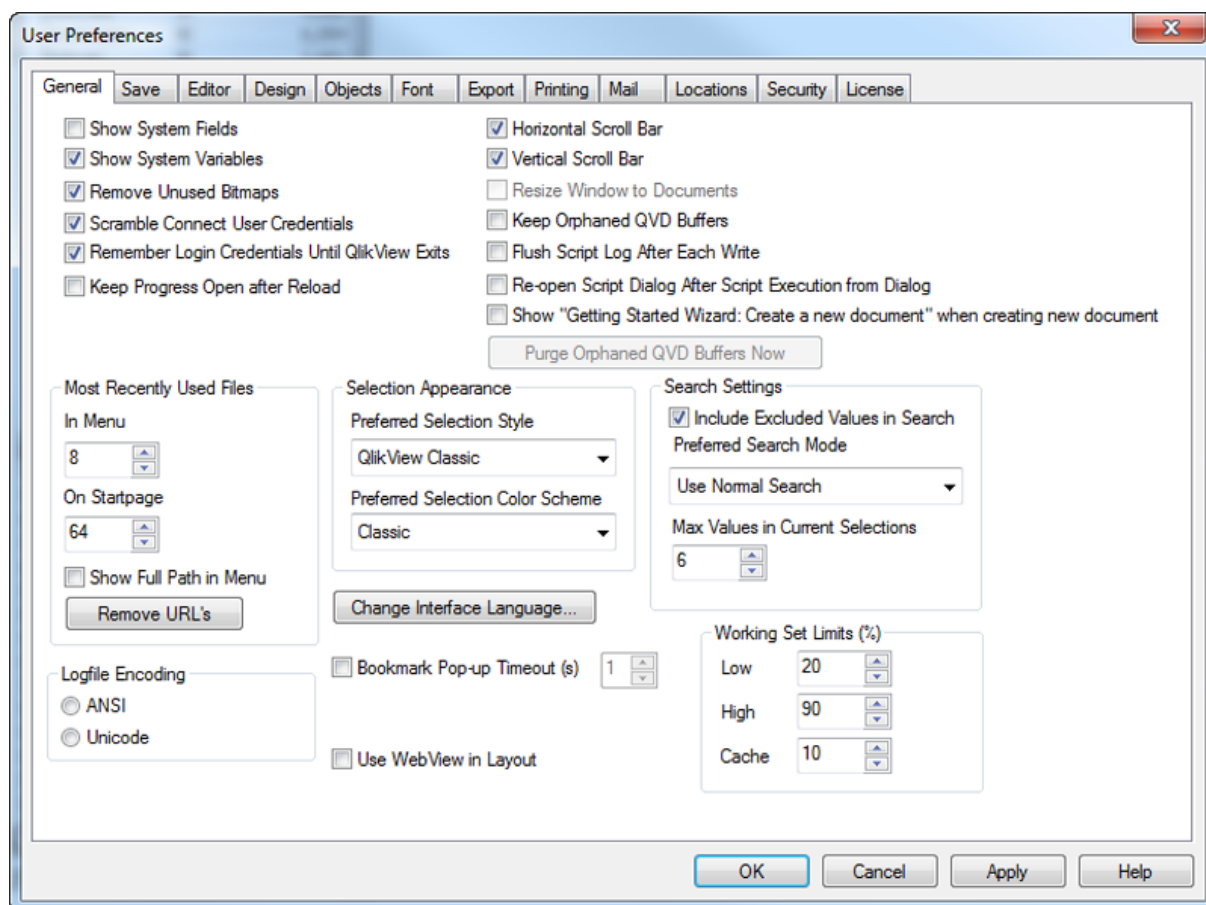 User Preferences
General Save Editor Design Objects Font Export Printing Mail Locations Security License
Show System Fields
Show System Variables
Remove Unused Bitmaps
Scramble Connect User Credentials
Remember Login Credentials Until QlikView Exits
Keep Progress Open after Reload
Horizontal Scroll Bar
Vertical Scroll Bar
Resize Window to Documents
Keep Orphaned QVD Buffers
Flush Script Log After Each Write
Re-open Script Dialog After Script Execution from Dialog
Show "Getting Started Wizard: Create a new document" when creating new document
Purge Orphaned QVD Buffers Now
Most Recently Used Files
In Menu
8
On Startpage
64
Show Full Path in Menu
Remove URL's
Selection Appearance
Preferred Selection Style
QlikView Classic
Preferred Selection Color Scheme
Classic
Change Interface Language...
Search Settings
Include Excluded Values in Search
Preferred Search Mode
Use Normal Search
Max Values in Current Selections
6
Logfile Encoding
ANSI
Unicode
Bookmark Pop-up Timeout (s) 1
Use WebView in Layout
Working Set Limits (%)
Low 20
High 90
Cache 10
OK Cancel Apply Help